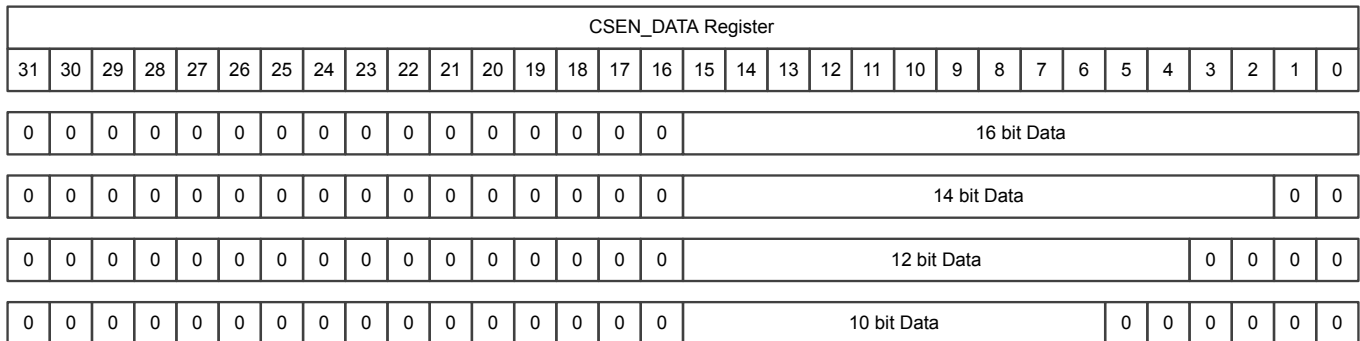 CSEN_DATA Register
31 30 29 28 27 26 25 24 23 22 21 20 19 18 17 16 15 14 13 12 11 10 9 8 7 6 5 4 3 2 1 0
0 0 0 0 0 0 0 0 0 0 0 0 0 0 0 0 16 bit Data
0 0 0 0 0 0 0 0 0 0 0 0 0 0 0 0 14 bit Data 0 0
0 0 0 0 0 0 0 0 0 0 0 0 0 0 0 0 12 bit Data 0 0 0 0
0 0 0 0 0 0 0 0 0 0 0 0 0 0 0 0 10 bit Data 0 0 0 0 0 0